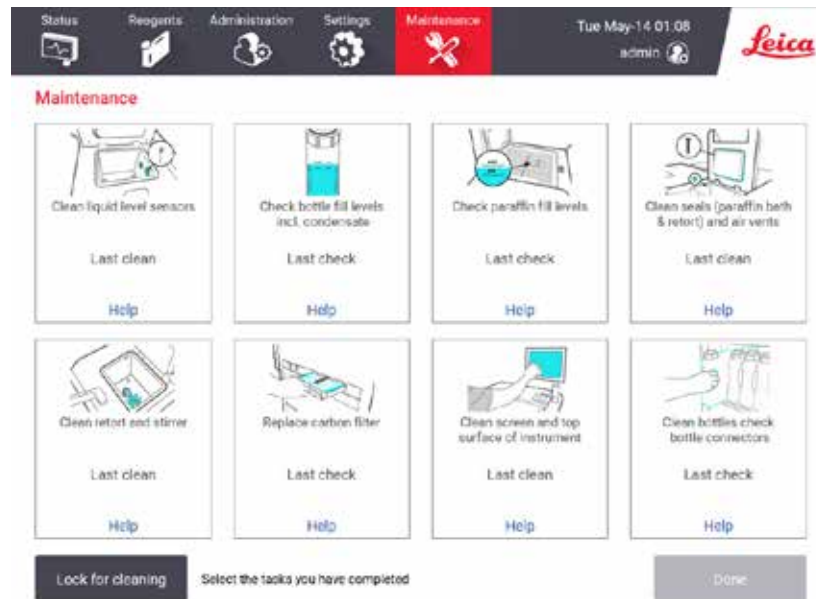 Status Reagents Administration Settings Maintenance Tue May-14 01:08
admin
Leica
Maintenance
Clean liquid level sensors
Last clean
Help
Check bottle fill levels
incl. condensate
Last check
Help
Check paraffin fill levels
Last check
Help
Clean seals (paraffin bath
& retort) and air vents
Last clean
Help
Clean retort and stirrer
Last clean
Help
Replace carbon filter
Last check
Help
Clean screen and top
surface of instrument
Last clean
Help
Clean bottles check
bottle connectors
Last check
Help
Lock for cleaning Select the tasks you have completed Done